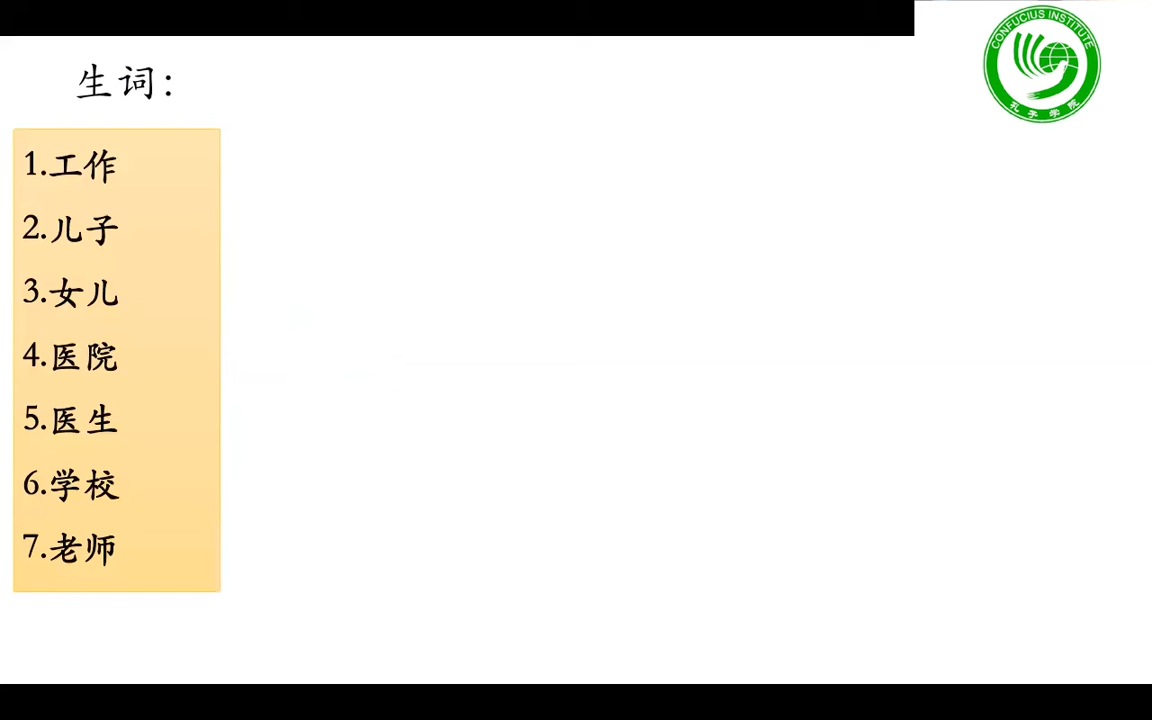 CONFUCIUS INSTITUTE
孔子学院
生词:
1.工作
2.儿子
3.女儿
4.医院
5.医生
6.学校
7.老师